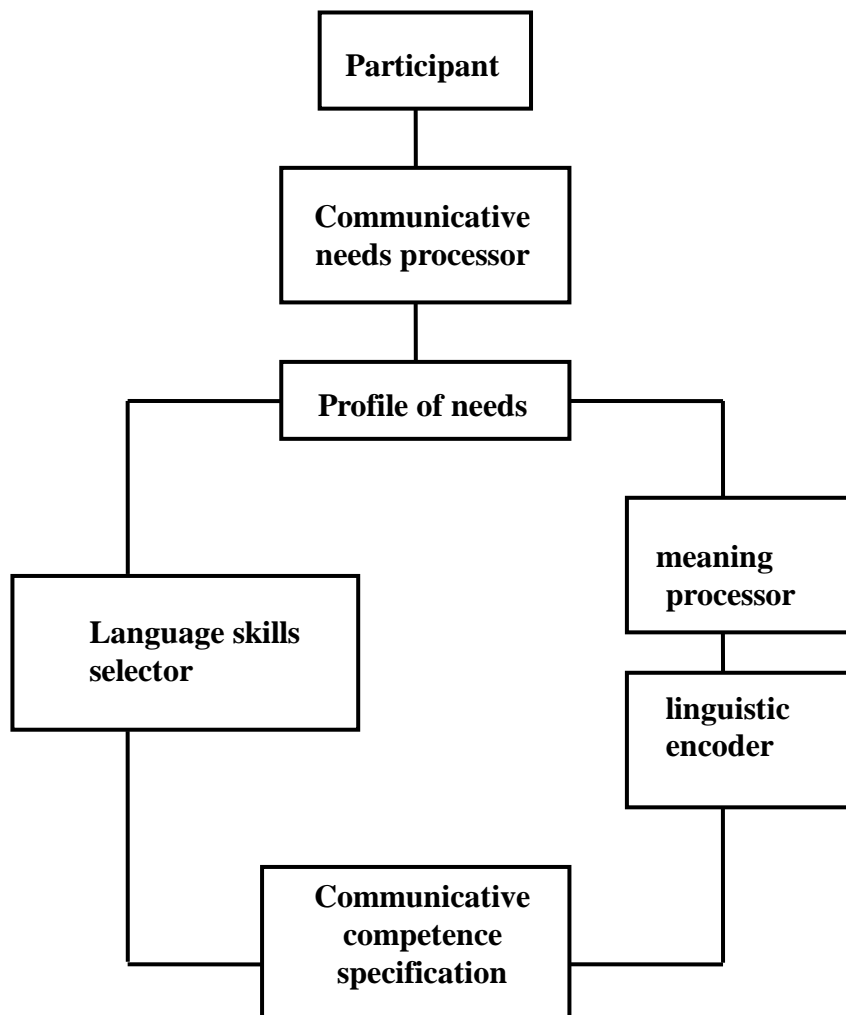 Participant
Communicative
needs processor
Profile of needs
meaning
processor
Language skills
selector
linguistic
encoder
Communicative
competence
specification